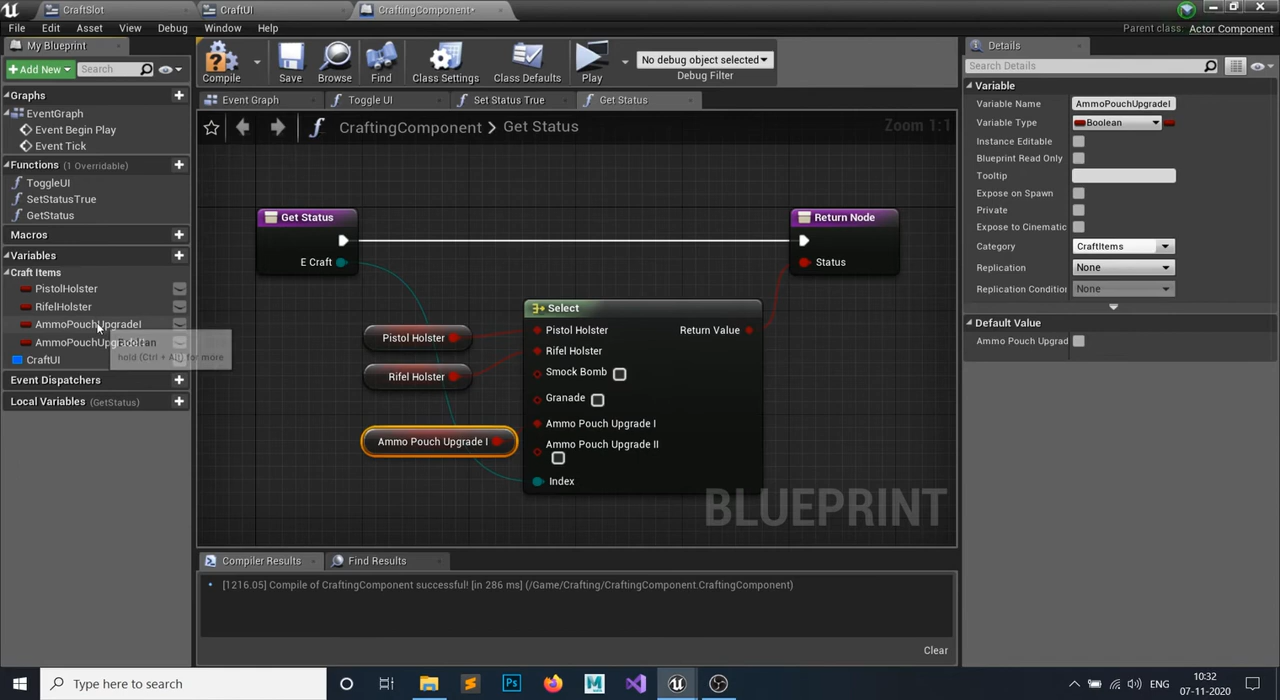 CraftSlot
CraftUI
CraftingComponent*
File Edit Asset View Debug Window Help
Parent class: Actor Component
My Blueprint
Add New
Search
Compile
Save
Browse
Find
Class Settings
Class Defaults
Play
No debug object selected
Debug Filter
Details
Search Details
Graphs
EventGraph
Event Begin Play
Event Tick
Functions (1 Overridable)
ToggleUI
SetStatusTrue
GetStatus
Macros
Variables
Craft Items
PistolHolster
RifelHolster
AmmoPouchUpgradeI
Boolean
hold (Ctrl + Alt) for more
CraftUI
Event Dispatchers
Local Variables (GetStatus)
Event Graph
Toggle UI
Set Status True
Get Status
CraftingComponent > Get Status
Zoom 1:1
Get Status
E Craft
Return Node
Status
Select
Pistol Holster
Rifel Holster
Ammo Pouch Upgrade I
Pistol Holster
Return Value
Rifel Holster
Smock Bomb
Granade
Ammo Pouch Upgrade I
Ammo Pouch Upgrade II
Index
BLUEPRINT
Compiler Results
Find Results
[1216.05] Compile of CraftingComponent successful! [in 286 ms] (/Game/Crafting/CraftingComponent.CraftingComponent)
Clear
Variable
Variable Name AmmoPouchUpgradeI
Variable Type Boolean
Instance Editable
Blueprint Read Only
Tooltip
Expose on Spawn
Private
Expose to Cinematic
Category CraftItems
Replication None
Replication Condition None
Default Value
Ammo Pouch Upgrad
Type here to search
ENG
10:32
07-11-2020